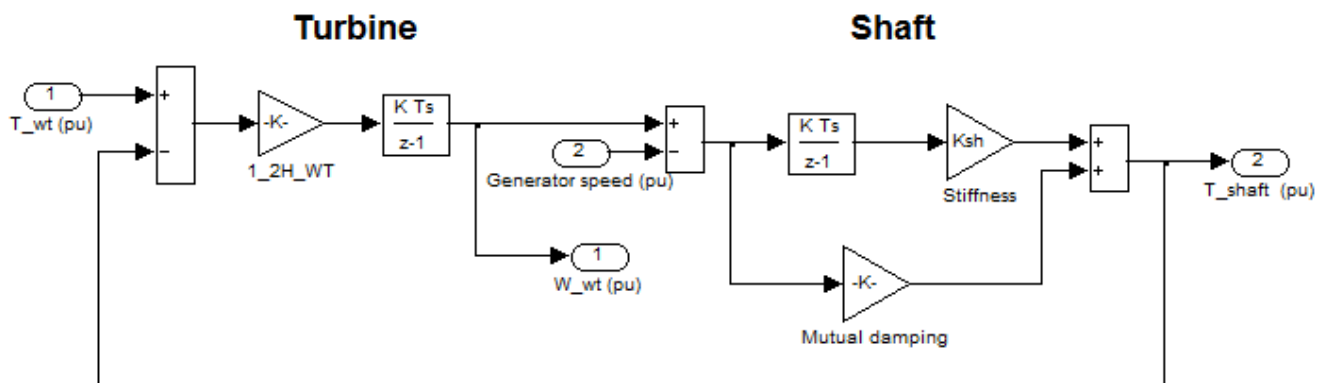 Turbine
Shaft
1
T_wt (pu)
+
−
-K-
1_2H_WT
K Ts
z-1
2
Generator speed (pu)
+
−
1
W_wt (pu)
K Ts
z-1
Ksh
Stiffness
-K-
Mutual damping
+
+
2
T_shaft (pu)